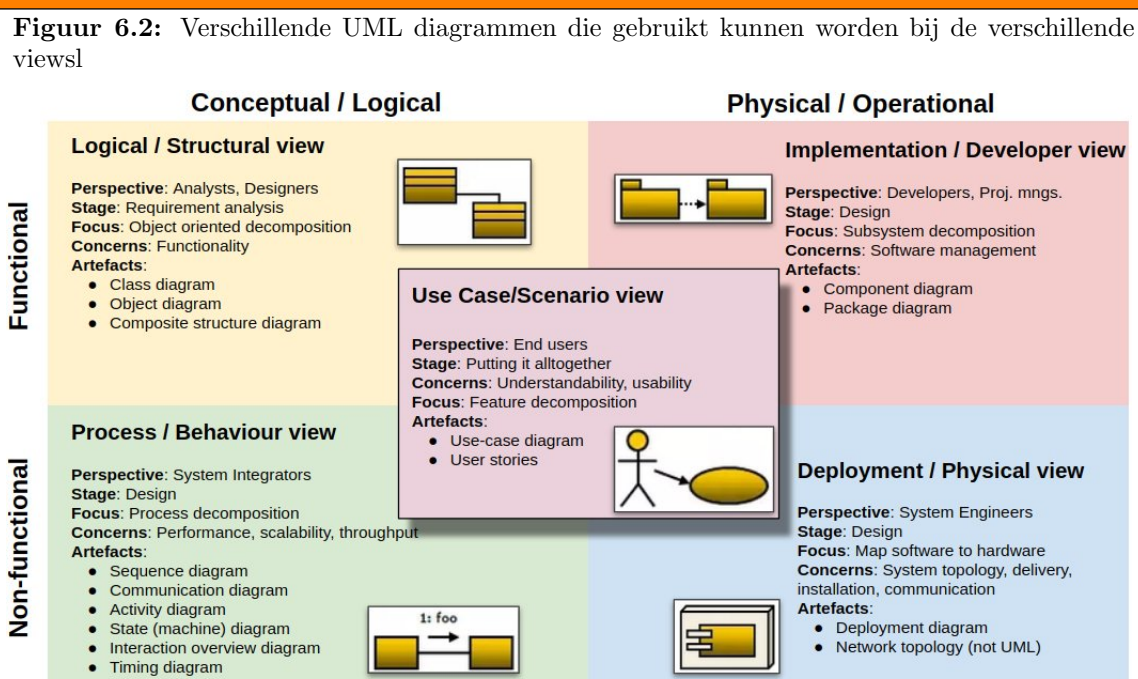 Figuur 6.2: Verschillende UML diagrammen die gebruikt kunnen worden bij de verschillende
viewsl
Conceptual / Logical
Physical / Operational
Functional
Logical / Structural view
Perspective: Analysts, Designers
Stage: Requirement analysis
Focus: Object oriented decomposition
Concerns: Functionality
Artefacts:
● Class diagram
● Object diagram
● Composite structure diagram
Implementation / Developer view
Perspective: Developers, Proj. mngs.
Stage: Design
Focus: Subsystem decomposition
Concerns: Software management
Artefacts:
● Component diagram
● Package diagram
Use Case/Scenario view
Perspective: End users
Stage: Putting it alltogether
Concerns: Understandability, usability
Focus: Feature decomposition
Artefacts:
● Use-case diagram
● User stories
Non-functional
Process / Behaviour view
Perspective: System Integrators
Stage: Design
Focus: Process decomposition
Concerns: Performance, scalability, throughput
Artefacts:
● Sequence diagram
● Communication diagram
● Activity diagram
● State (machine) diagram
● Interaction overview diagram
● Timing diagram
1: foo
Deployment / Physical view
Perspective: System Engineers
Stage: Design
Focus: Map software to hardware
Concerns: System topology, delivery,
installation, communication
Artefacts:
● Deployment diagram
● Network topology (not UML)